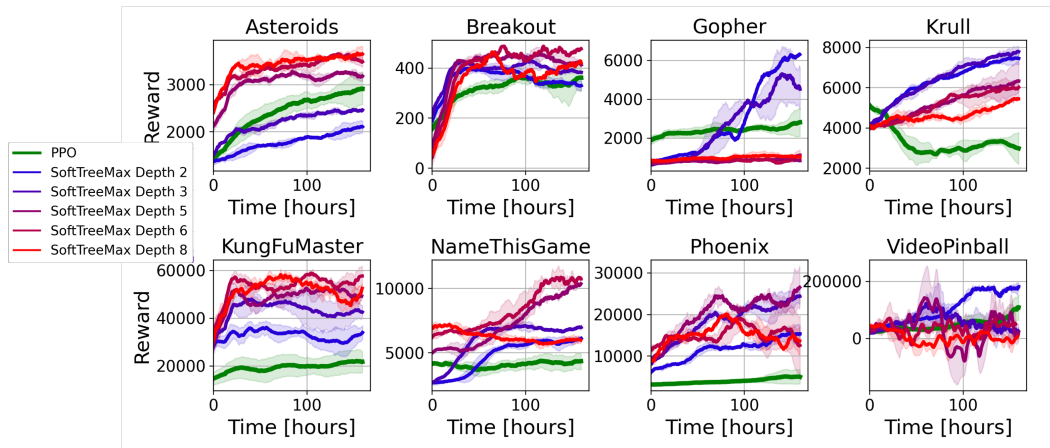 Asteroids Breakout Gopher Krull
Reward
3000
2000
0 100
Time [hours]
400
200
0
0 100
Time [hours]
6000
4000
2000
0
0 100
Time [hours]
8000
6000
4000
2000
0 100
Time [hours]
PPO
SoftTreeMax Depth 2
SoftTreeMax Depth 3
SoftTreeMax Depth 5
SoftTreeMax Depth 6
SoftTreeMax Depth 8
KungFuMaster NameThisGame Phoenix VideoPinball
Reward
60000
40000
20000
0 100
Time [hours]
10000
5000
0 100
Time [hours]
30000
20000
10000
0 100
Time [hours]
200000
0
0 100
Time [hours]